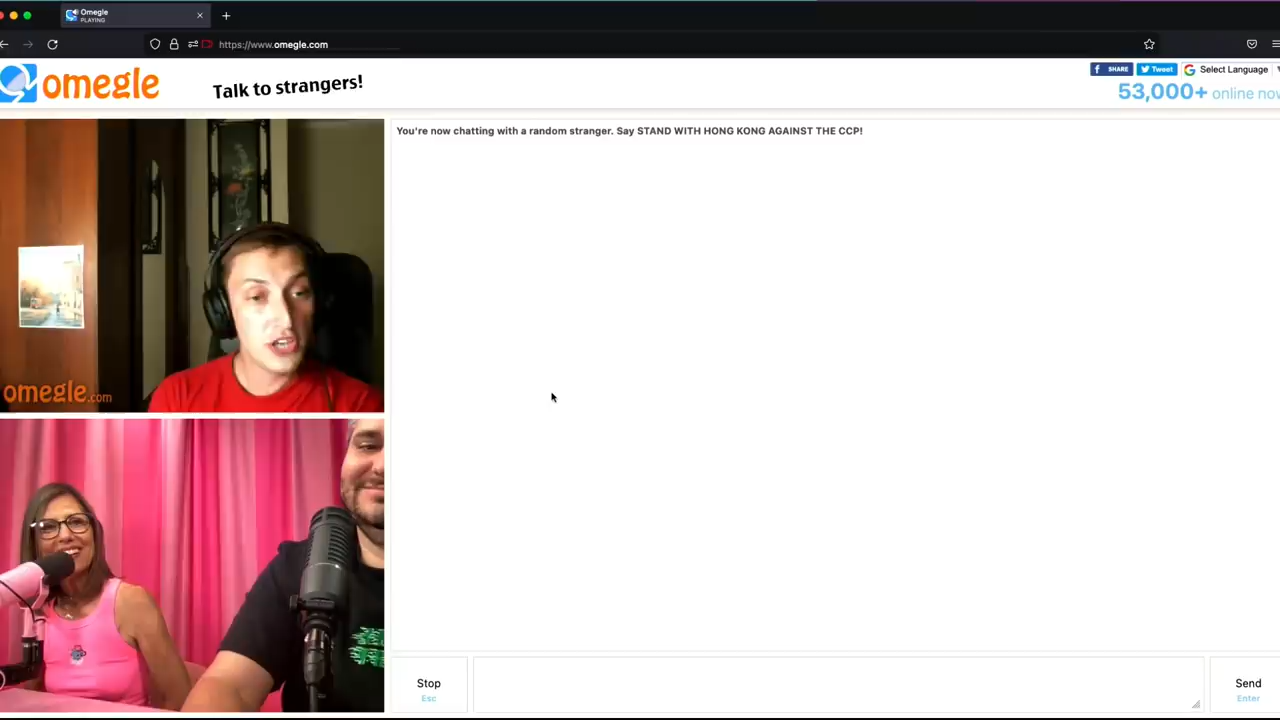 Omegle
PLAYING
https://www.omegle.com
omegle
Talk to strangers!
SHARE
Tweet
Select Language
53,000+ online now
You're now chatting with a random stranger. Say STAND WITH HONG KONG AGAINST THE CCP!
omegle.com
Stop
Esc
Send
Enter